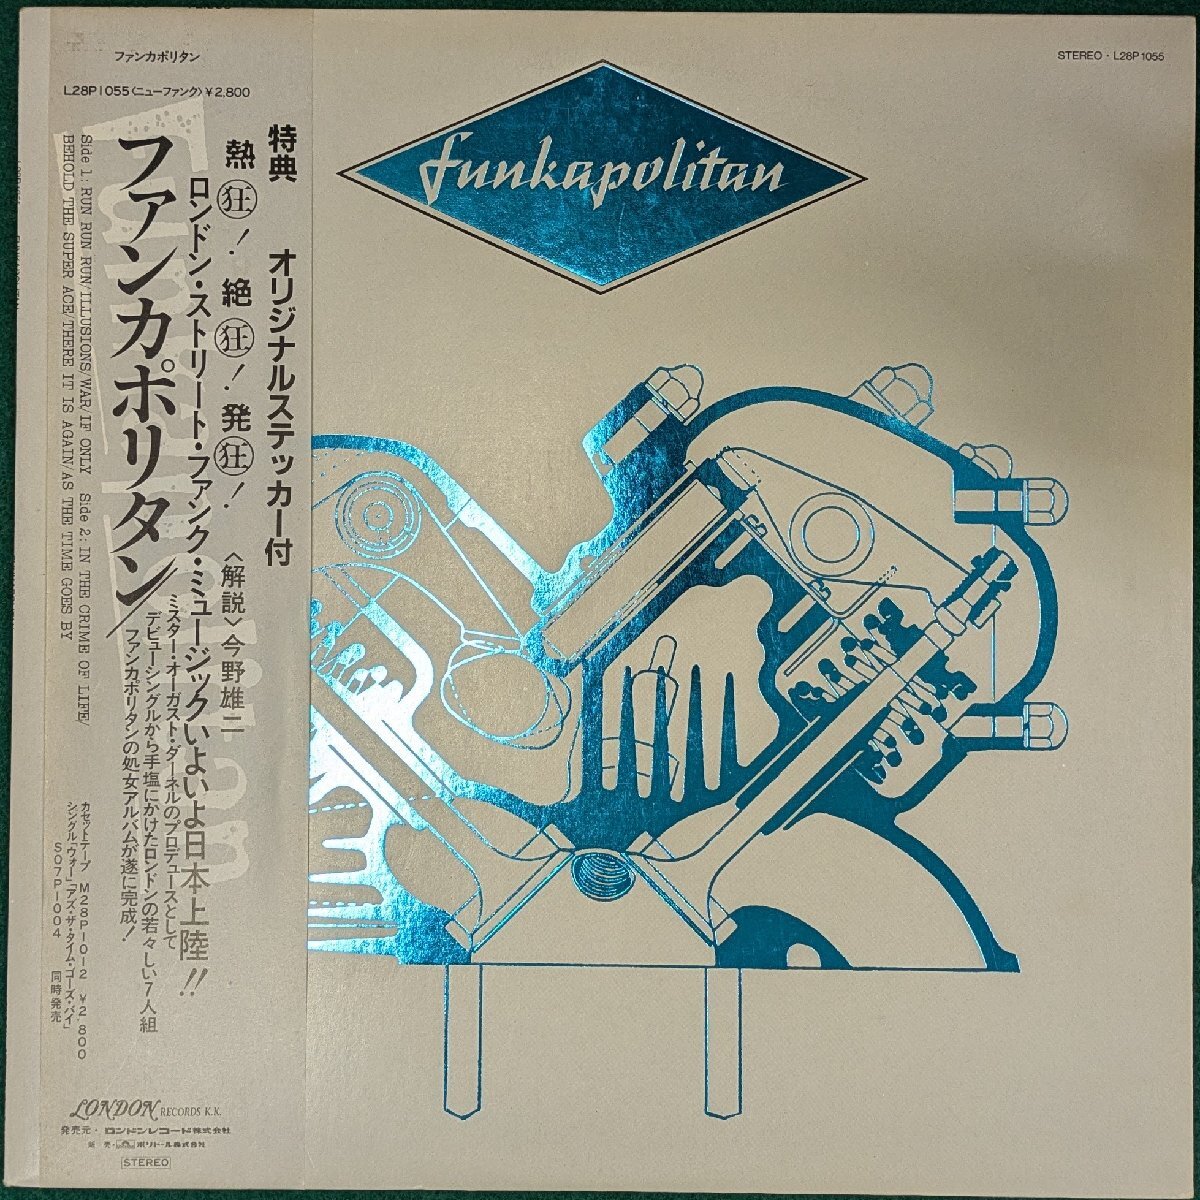 ファンカポリタン
L28P1055〈ニューファンク〉¥2,800
特典 オリジナルステッカー付
熱狂!絶狂!発狂! 〈解説〉今野雄二
ロンドン・ストリート・ファンク・ミュージックいよいよ日本上陸!!
ミスター・オーガスト・ダーネルのプロデュースとして
デビューシングルから手塩にかけたロンドンの若々しい7人組
ファンカポリタンの処女アルバムが遂に完成!
ファンカポリタン
Side 1: RUN RUN RUN/ILLUSIONS/WAR/IF ONLY Side 2: IN THE CRIME OF LIFE/
BEHOLD THE SUPER ACE/THERE IT IS AGAIN/AS THE TIME GOES BY
カセットテープ M28P1012 ¥2,800
シングル「ウォー」「アズ・ザ・タイム・ゴーズ・バイ」
S07P1004 同時発売
LONDON RECORDS K.K.
発売元・ロンドンレコード株式会社
販売・ポリドール株式会社
STEREO
STEREO・L28P1055
funkapolitan